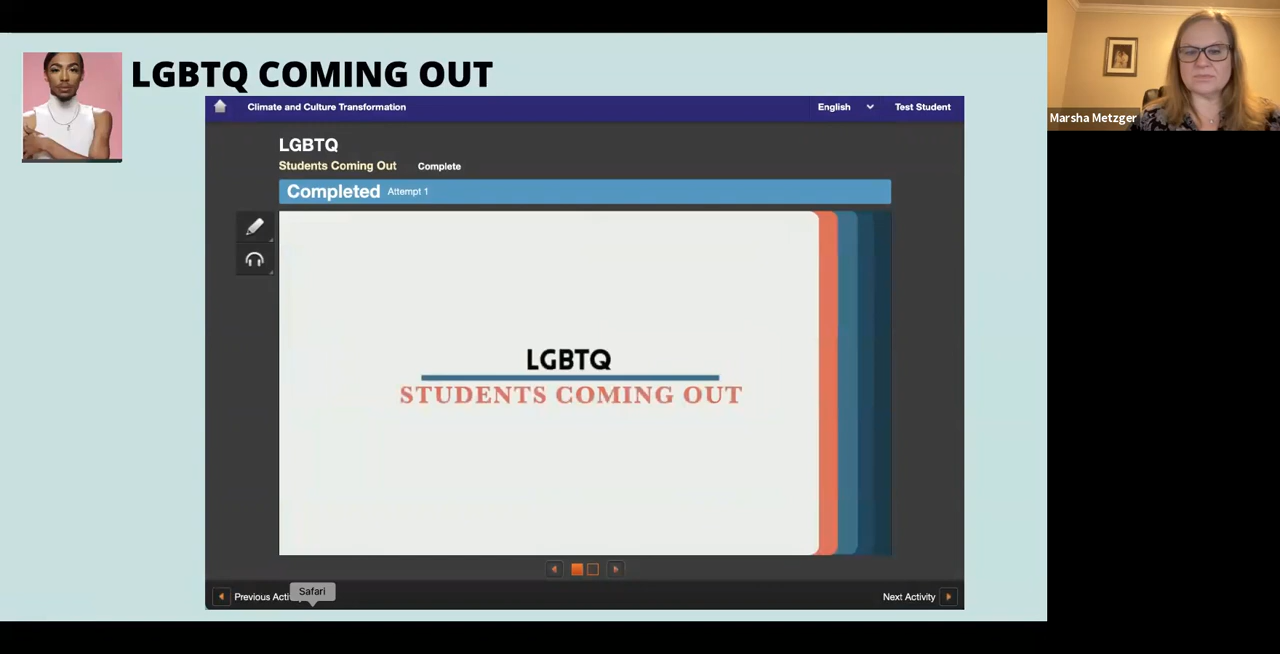 LGBTQ COMING OUT
Marsha Metzger
Climate and Culture Transformation
English
Test Student
LGBTQ
Students Coming Out
Complete
Completed
Attempt 1
LGBTQ
STUDENTS COMING OUT
Safari
Previous Acti
Next Activity